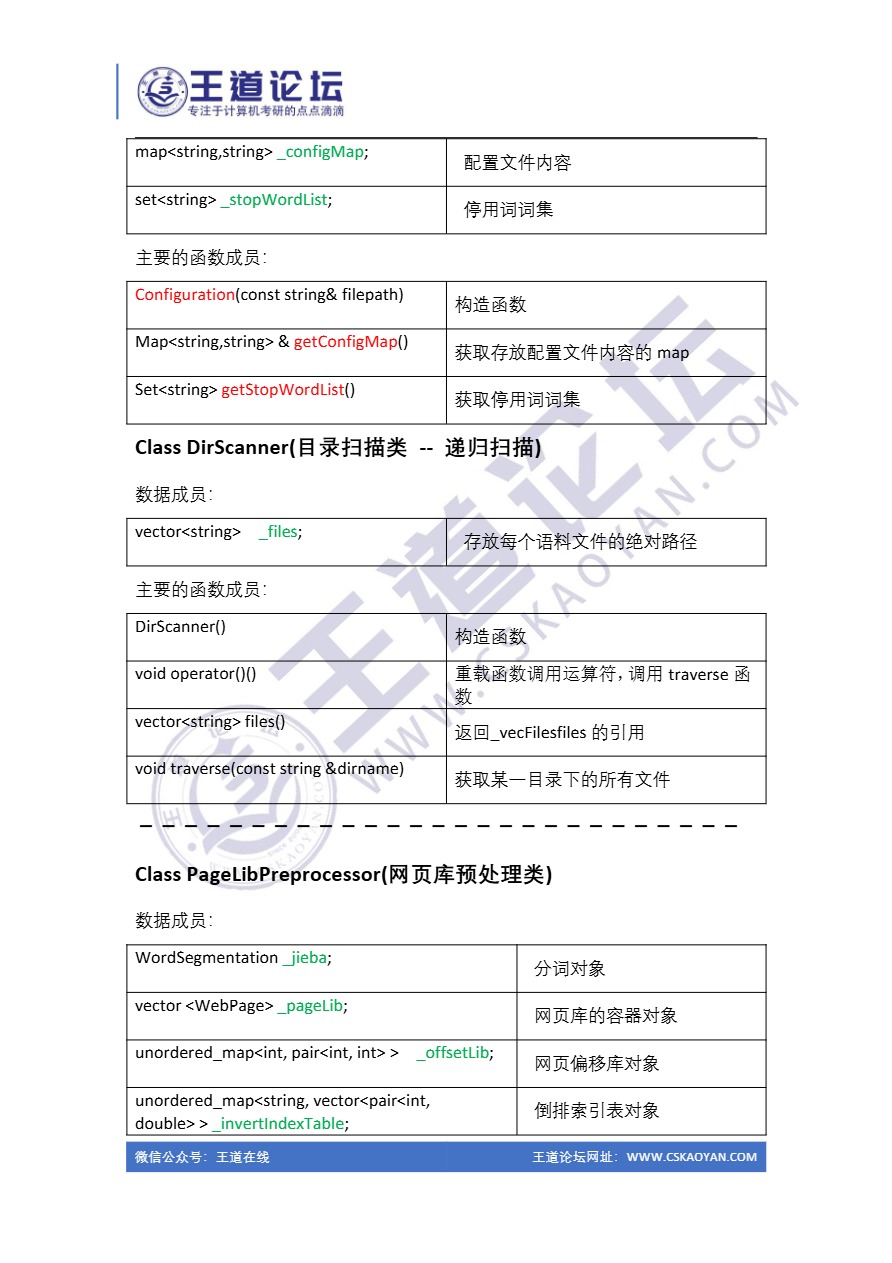 王道论坛
专注于计算机考研的点点滴滴
map<string,string> _configMap;
配置文件内容
set<string> _stopWordList;
停用词词集
主要的函数成员：
Configuration(const string& filepath)
构造函数
Map<string,string> & getConfigMap()
获取存放配置文件内容的 map
Set<string> getStopWordList()
获取停用词词集
Class DirScanner(目录扫描类 -- 递归扫描)
数据成员：
vector<string> _files;
存放每个语料文件的绝对路径
主要的函数成员：
DirScanner()
构造函数
void operator()()
重载函数调用运算符，调用 traverse 函
数
vector<string> files()
返回_vecFilesfiles 的引用
void traverse(const string &dirname)
获取某一目录下的所有文件
Class PageLibPreprocessor(网页库预处理类)
数据成员：
WordSegmentation _jieba;
分词对象
vector <WebPage> _pageLib;
网页库的容器对象
unordered_map<int, pair<int, int> > _offsetLib;
网页偏移库对象
unordered_map<string, vector<pair<int,
double> > _invertIndexTable;
倒排索引表对象
微信公众号：王道在线
王道论坛网址：WWW.CSKAOYAN.COM
王道论坛
WWW.CSKAOYAN.COM